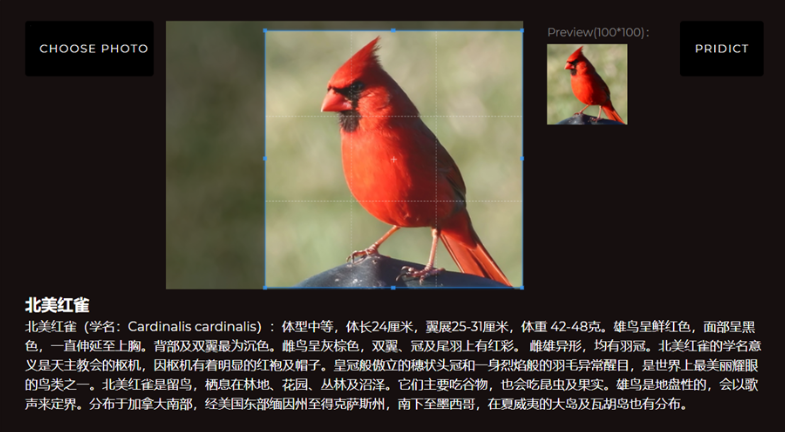 CHOOSE PHOTO
Preview(100*100)：
PRIDICT
北美红雀
北美红雀（学名：Cardinalis cardinalis）：体型中等，体长24厘米，翼展25-31厘米，体重 42-48克。雄鸟呈鲜红色，面部呈黑
色，一直伸延至上胸。背部及双翼最为沉色。雌鸟呈灰棕色，双翼、冠及尾羽上有红彩。 雌雄异形，均有羽冠。北美红雀的学名意
义是天主教会的枢机，因枢机有着明显的红袍及帽子。皇冠般傲立的穗状头冠和一身烈焰般的羽毛异常醒目，是世界上最美丽耀眼
的鸟类之一。北美红雀是留鸟，栖息在林地、花园、丛林及沼泽。它们主要吃谷物，也会吃昆虫及果实。雄鸟是地盘性的，会以歌
声来定界。分布于加拿大南部，经美国东部缅因州至得克萨斯州，南下至墨西哥，在夏威夷的大岛及瓦胡岛也有分布。